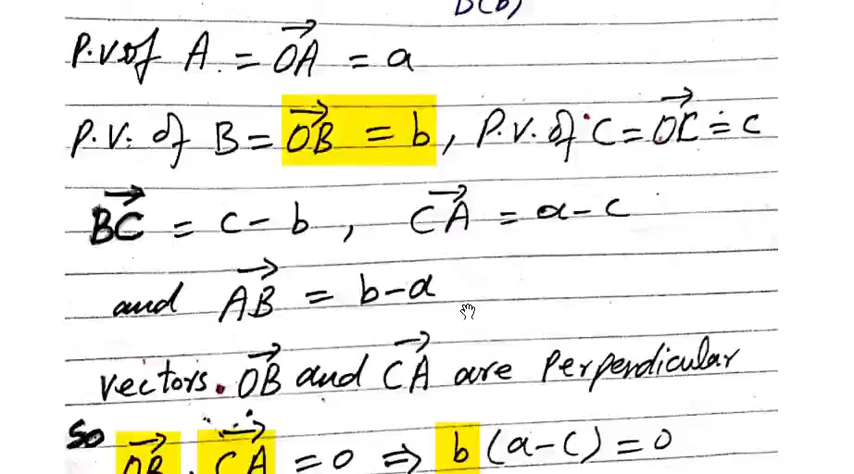 B(b)
P.V of A. = OA⃗ = a
P.V. of B = OB⃗ = b, P.V. of C = OC⃗ = c
BC⃗ = c - b, CA⃗ = a - c
and AB⃗ = b - a
vectors. OB⃗ and CA⃗ are perpendicular
So OB⃗ . CA⃗ = 0 ⇒ b (a - c) = 0